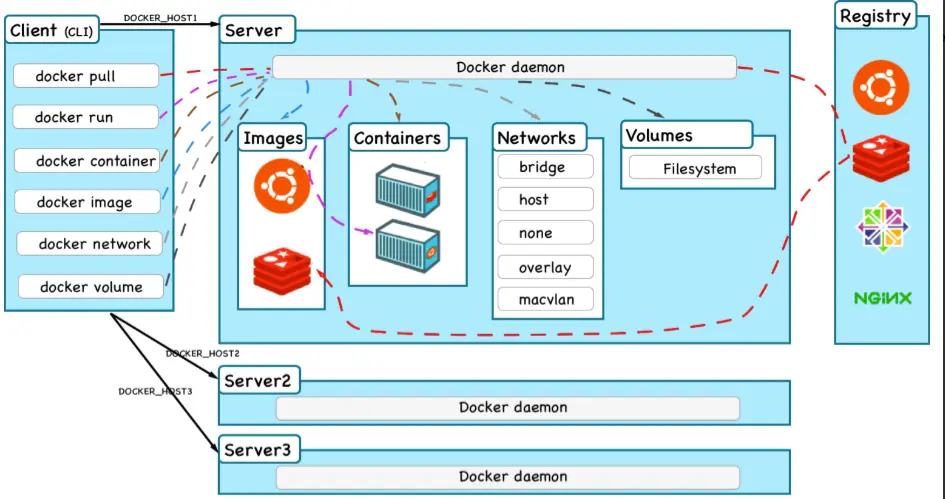 DOCKER_HOST1
Client (CLI)
Server
Registry
docker pull
docker run
docker container
docker image
docker network
docker volume
Docker daemon
Images
Containers
Networks
Volumes
bridge
host
none
overlay
macvlan
Filesystem
NGINX
DOCKER_HOST2
DOCKER_HOST3
Server2
Docker daemon
Server3
Docker daemon